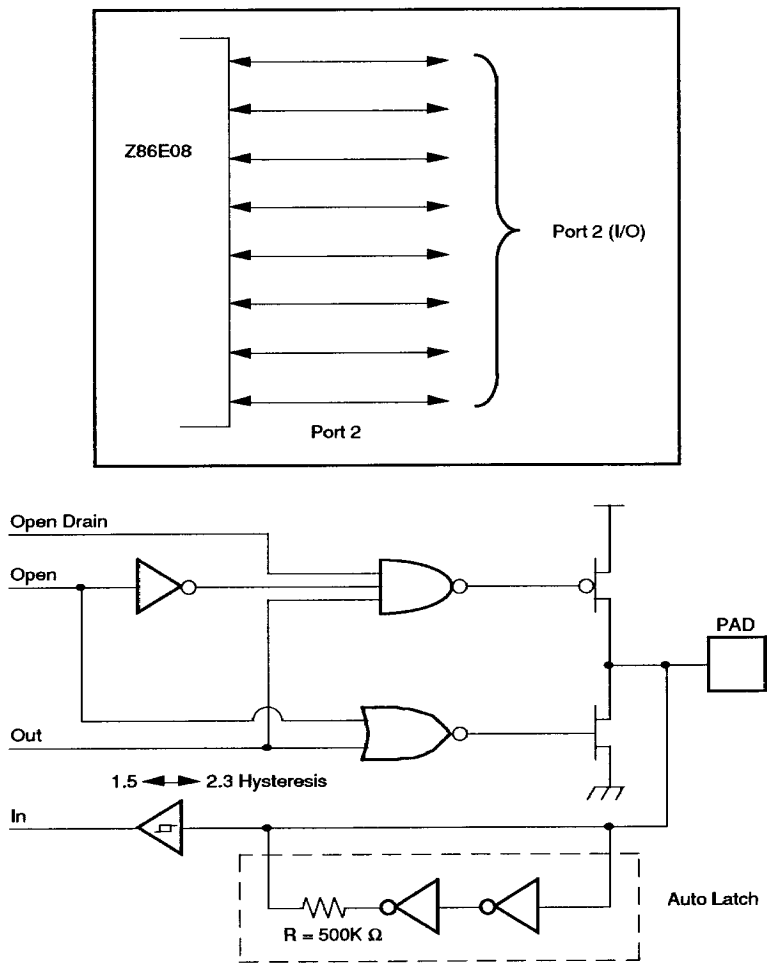 Z86E08
Port 2 (I/O)
Port 2
Open Drain
Open
PAD
Out
1.5 2.3 Hysteresis
In
Auto Latch
R = 500K Ω